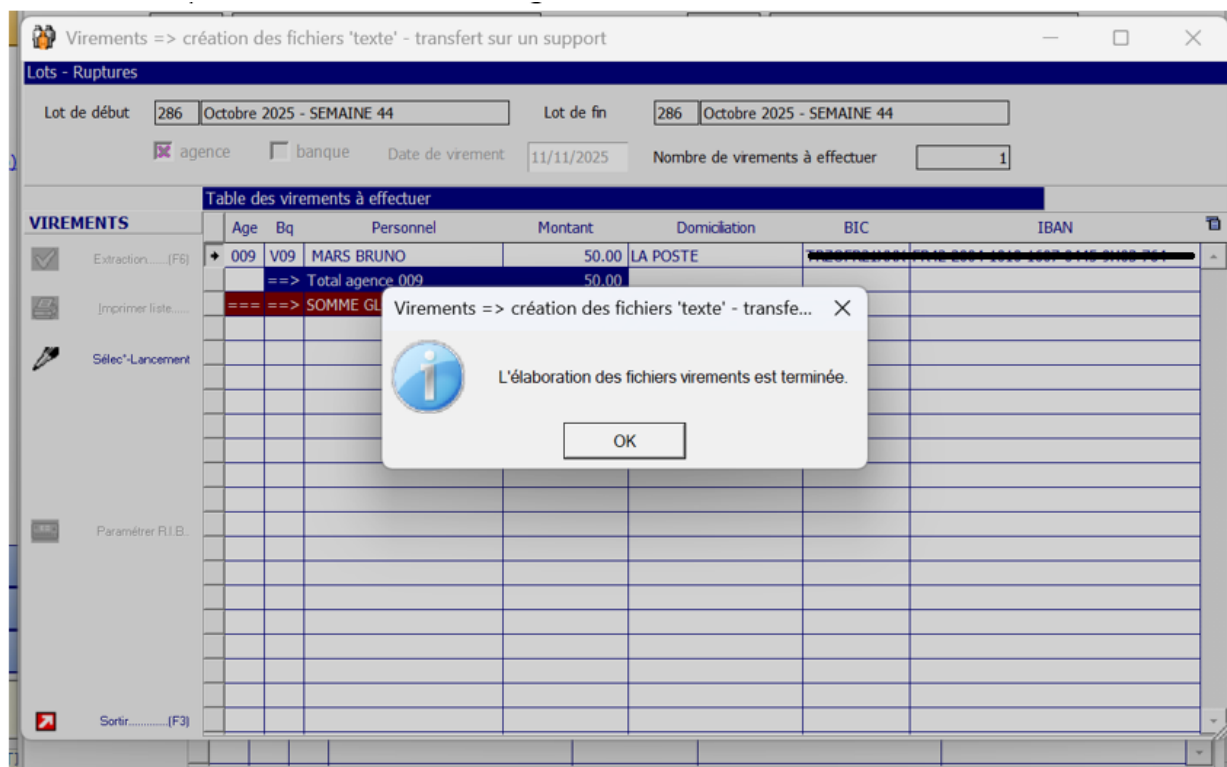 Virements => création des fichiers 'texte' - transfert sur un support
Lots - Ruptures
Lot de début 286 Octobre 2025 - SEMAINE 44 Lot de fin 286 Octobre 2025 - SEMAINE 44
agence banque Date de virement 11/11/2025 Nombre de virements à effectuer 1
Table des virements à effectuer
VIREMENTS
Age Bq Personnel Montant Domiciliation BIC IBAN
Extraction.......(F6)
009 V09 MARS BRUNO 50.00 LA POSTE
==> Total agence 009 50.00
Imprimer liste......
=== ==> SOMME GL
Virements => création des fichiers 'texte' - transfe...
Sélec°-Lancement
L'élaboration des fichiers virements est terminée.
OK
Paramétrer R.I.B..
Sortir.............(F3)